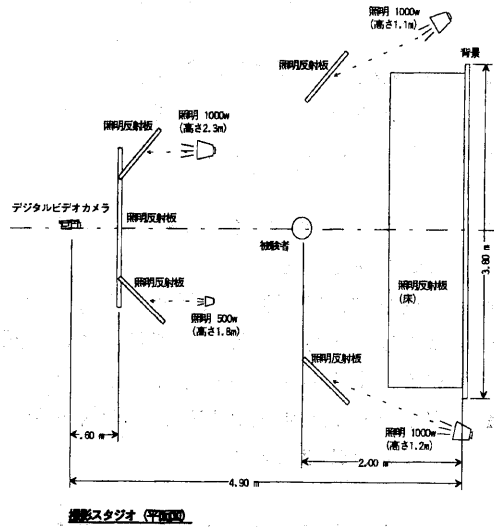 照明 1000w
(高さ1.1m)
背景
照明反射板
照明 1000w
(高さ2.3m)
照明反射板
デジタルビデオカメラ
照明反射板
被験者
照明反射板
(床)
3.80 m
照明反射板
照明 500w
(高さ1.8m)
照明反射板
照明 1000w
(高さ1.2m)
.60 m
2.00 m
4.90 m
撮影スタジオ (平面図)